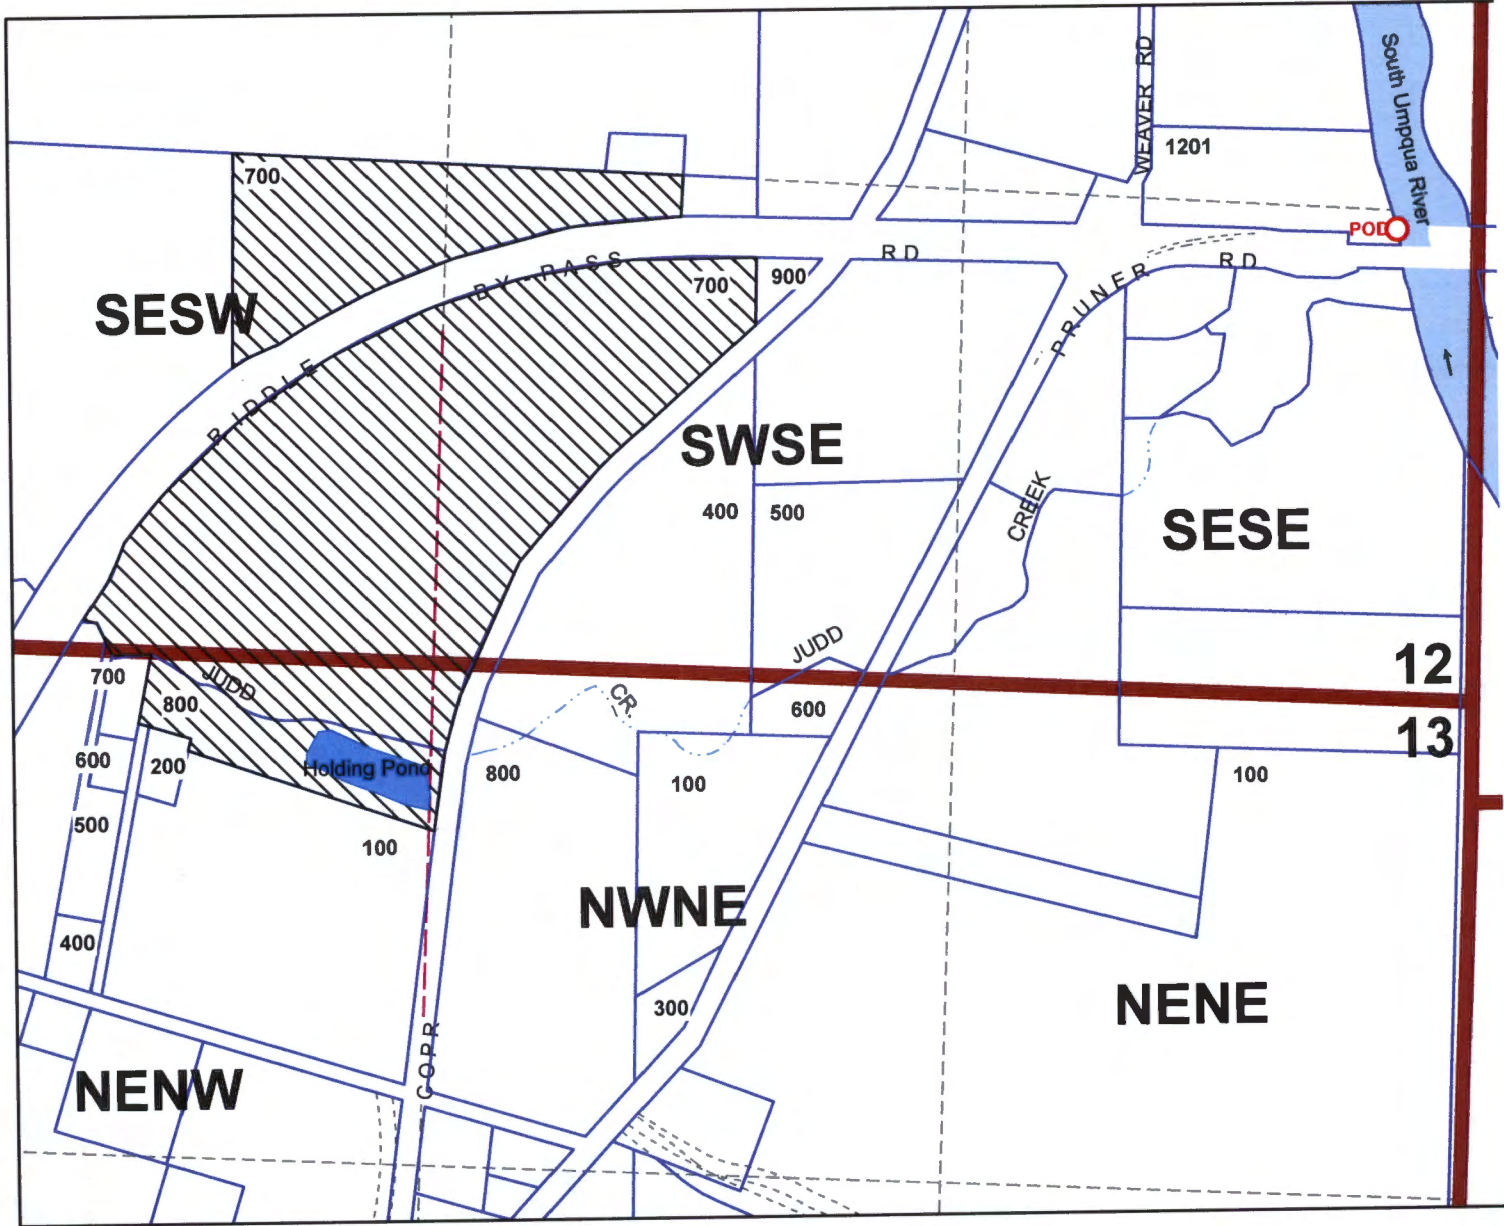 WEAVER RD
South Umpqua River
1201
700
POD
RD
RD
BY-PASS
700
900
PRUNER
SESW
RIDDLE
SWSE
CREEK
400
500
SESE
JUDD
12
700
JUDD
800
CR
600
13
600
200
Holding Pond
800
100
100
500
100
NWNE
400
300
NENE
COPR
NENW